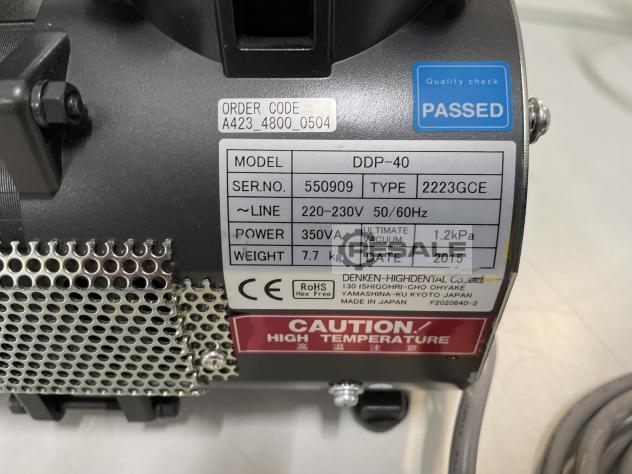 Quality check
PASSED
ORDER CODE
A423_4800_0504
MODEL DDP-40
SER.NO. 550909 TYPE 2223GCE
~LINE 220-230V 50/60Hz
POWER 350VA ULTIMATE VACUUM 1.2kPa
WEIGHT 7.7 kg DATE 2015
RESALE
DENKEN-HIGHDENTAL Co.,Ltd.
CE RoHS Hex Free 130 ISHIGOHRI-CHO OHYAKE
YAMASHINA-KU KYOTO JAPAN
MADE IN JAPAN F2020640-2
CAUTION!
HIGH TEMPERATURE
高 温 注 意